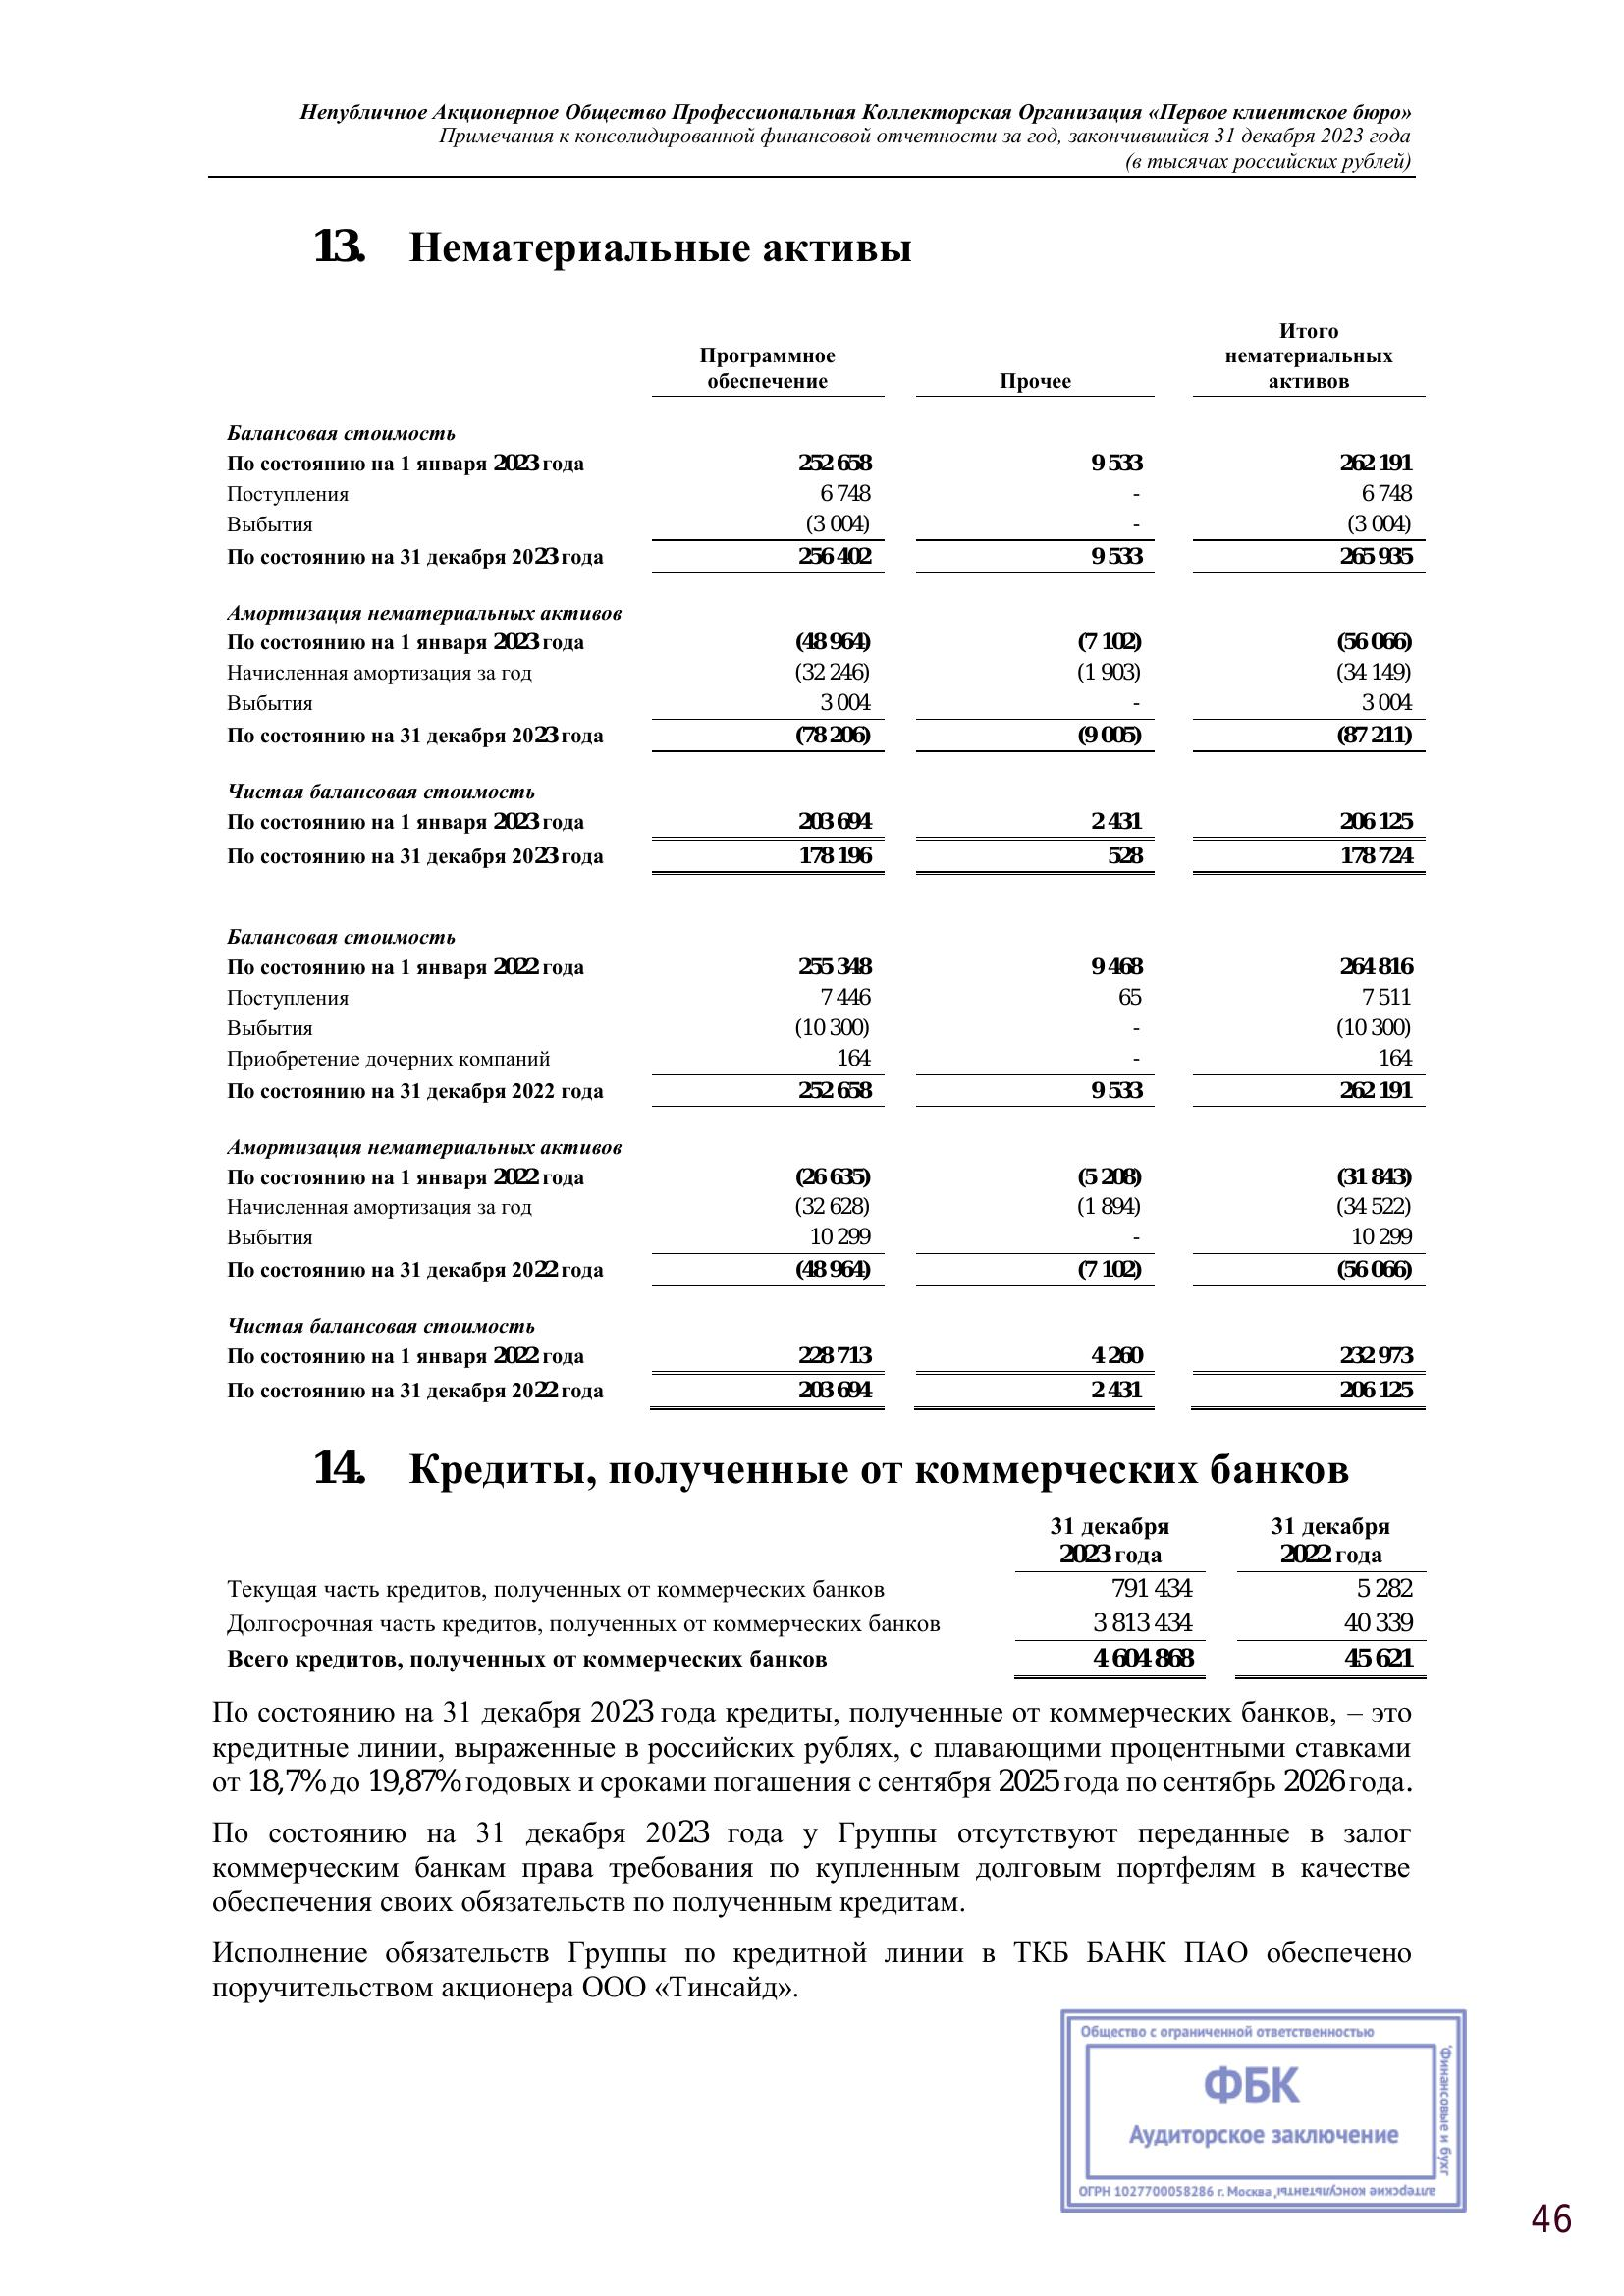 Непубличное Акционерное Общество Профессиональная Коллекторская Организация «Первое клиентское бюро»
Примечания к консолидированной финансовой отчетности за год, закончившийся 31 декабря 2023 года
(в тысячах российских рублей)
13. Нематериальные активы
Программное обеспечение Прочее Итого нематериальных активов
Балансовая стоимость
По состоянию на 1 января 2023 года 252 658 9 533 262 191
Поступления 6 748 - 6 748
Выбытия (3 004) - (3 004)
По состоянию на 31 декабря 2023 года 256 402 9 533 265 935
Амортизация нематериальных активов
По состоянию на 1 января 2023 года (48 964) (7 102) (56 066)
Начисленная амортизация за год (32 246) (1 903) (34 149)
Выбытия 3 004 - 3 004
По состоянию на 31 декабря 2023 года (78 206) (9 005) (87 211)
Чистая балансовая стоимость
По состоянию на 1 января 2023 года 203 694 2 431 206 125
По состоянию на 31 декабря 2023 года 178 196 528 178 724
Балансовая стоимость
По состоянию на 1 января 2022 года 255 348 9 468 264 816
Поступления 7 446 65 7 511
Выбытия (10 300) - (10 300)
Приобретение дочерних компаний 164 - 164
По состоянию на 31 декабря 2022 года 252 658 9 533 262 191
Амортизация нематериальных активов
По состоянию на 1 января 2022 года (26 635) (5 208) (31 843)
Начисленная амортизация за год (32 628) (1 894) (34 522)
Выбытия 10 299 - 10 299
По состоянию на 31 декабря 2022 года (48 964) (7 102) (56 066)
Чистая балансовая стоимость
По состоянию на 1 января 2022 года 228 713 4 260 232 973
По состоянию на 31 декабря 2022 года 203 694 2 431 206 125
14. Кредиты, полученные от коммерческих банков
31 декабря 2023 года 31 декабря 2022 года
Текущая часть кредитов, полученных от коммерческих банков 791 434 5 282
Долгосрочная часть кредитов, полученных от коммерческих банков 3 813 434 40 339
Всего кредитов, полученных от коммерческих банков 4 604 868 45 621
По состоянию на 31 декабря 2023 года кредиты, полученные от коммерческих банков, – это
кредитные линии, выраженные в российских рублях, с плавающими процентными ставками
от 18,7% до 19,87% годовых и сроками погашения с сентября 2025 года по сентябрь 2026 года.
По состоянию на 31 декабря 2023 года у Группы отсутствуют переданные в залог
коммерческим банкам права требования по купленным долговым портфелям в качестве
обеспечения своих обязательств по полученным кредитам.
Исполнение обязательств Группы по кредитной линии в ТКБ БАНК ПАО обеспечено
поручительством акционера ООО «Тинсайд».
Общество с ограниченной ответственностью
"Финансовые и бухг
алтерские консультанты"
ФБК
Аудиторское заключение
ОГРН 1027700058286 г. Москва
46